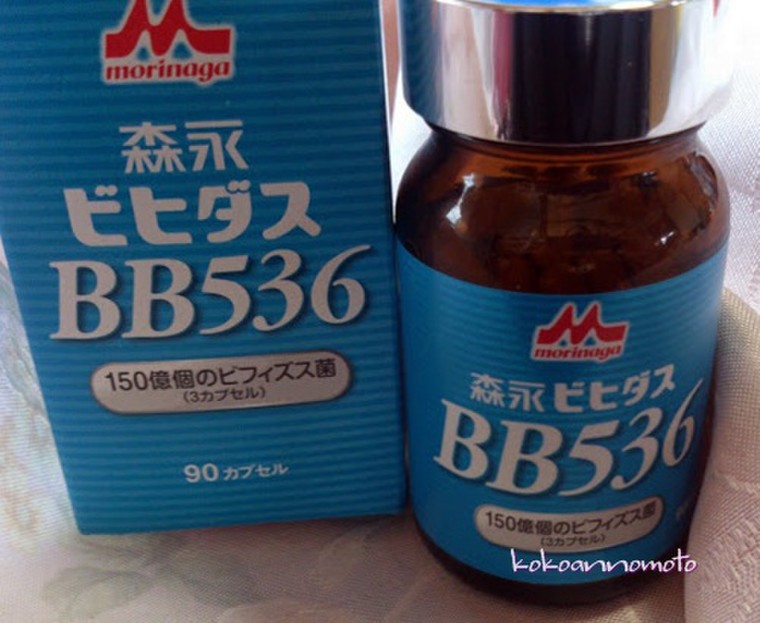 morinaga
森永
ビヒダス
BB536
150億個のビフィズス菌
(3カプセル)
90カプセル
morinaga
森永ビヒダス
BB536
150億個のビフィズス菌
(3カプセル)
kokoannomoto